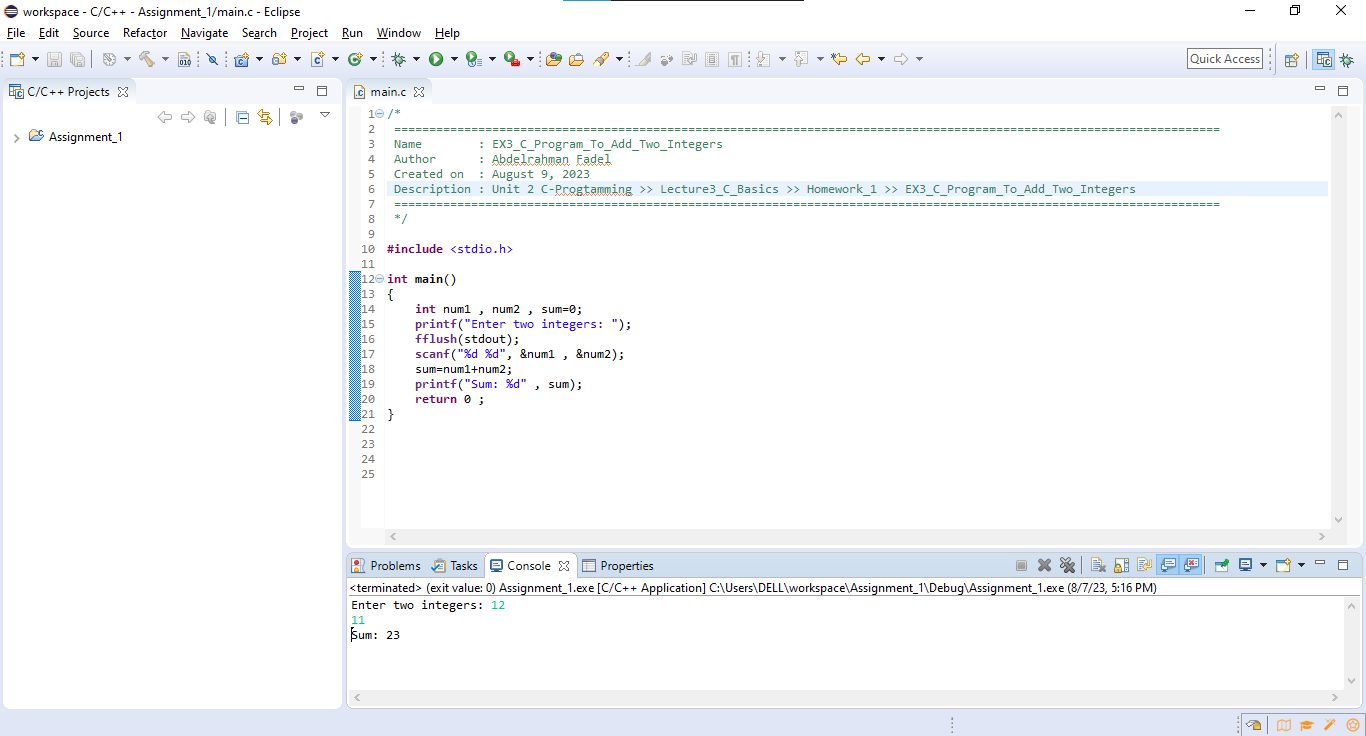 workspace - C/C++ - Assignment_1/main.c - Eclipse
File Edit Source Refactor Navigate Search Project Run Window Help
Quick Access
C/C++ Projects
main.c
Assignment_1
1 /*
2 ======================================================================================================================
3 Name        : EX3_C_Program_To_Add_Two_Integers
4 Author      : Abdelrahman Fadel
5 Created on  : August 9, 2023
6 Description : Unit 2 C-Progtamming >> Lecture3_C_Basics >> Homework_1 >> EX3_C_Program_To_Add_Two_Integers
7 ======================================================================================================================
8 */
9
10 #include <stdio.h>
11
12 int main()
13 {
14     int num1 , num2 , sum=0;
15     printf("Enter two integers: ");
16     fflush(stdout);
17     scanf("%d %d", &num1 , &num2);
18     sum=num1+num2;
19     printf("Sum: %d" , sum);
20     return 0 ;
21 }
22
23
24
25
Problems Tasks Console Properties
<terminated> (exit value: 0) Assignment_1.exe [C/C++ Application] C:\Users\DELL\workspace\Assignment_1\Debug\Assignment_1.exe (8/7/23, 5:16 PM)
Enter two integers: 12
11
Sum: 23